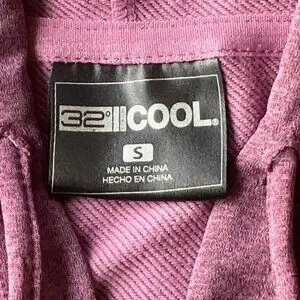 32° COOL®
S
MADE IN CHINA
HECHO EN CHINA